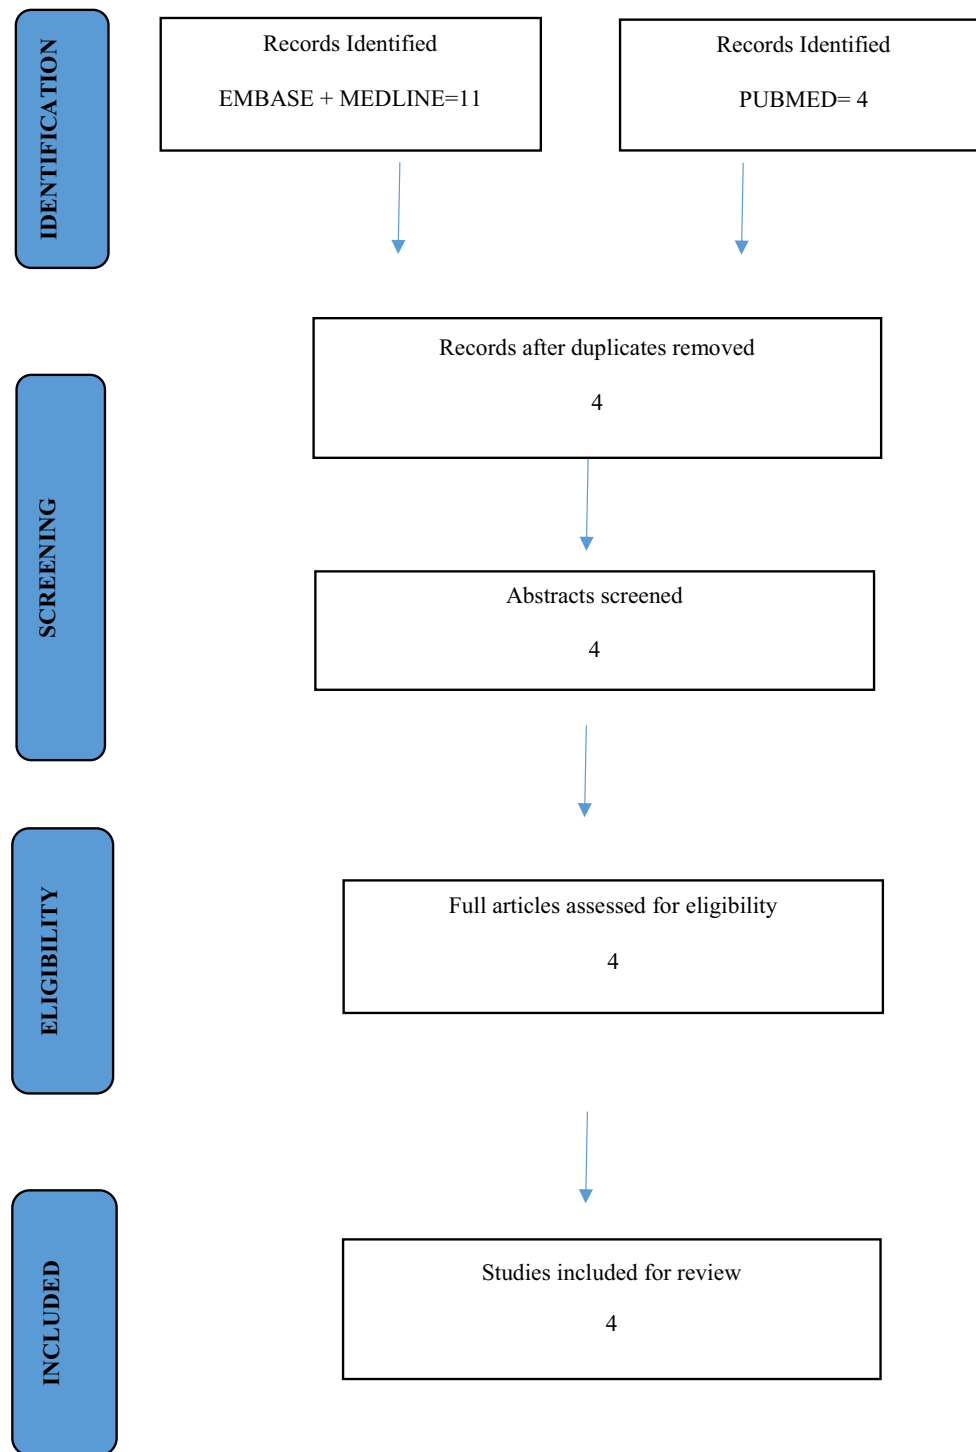 IDENTIFICATION
Records Identified
EMBASE + MEDLINE=11
Records Identified
PUBMED= 4
SCREENING
Records after duplicates removed
4
Abstracts screened
4
ELIGIBILITY
Full articles assessed for eligibility
4
INCLUDED
Studies included for review
4